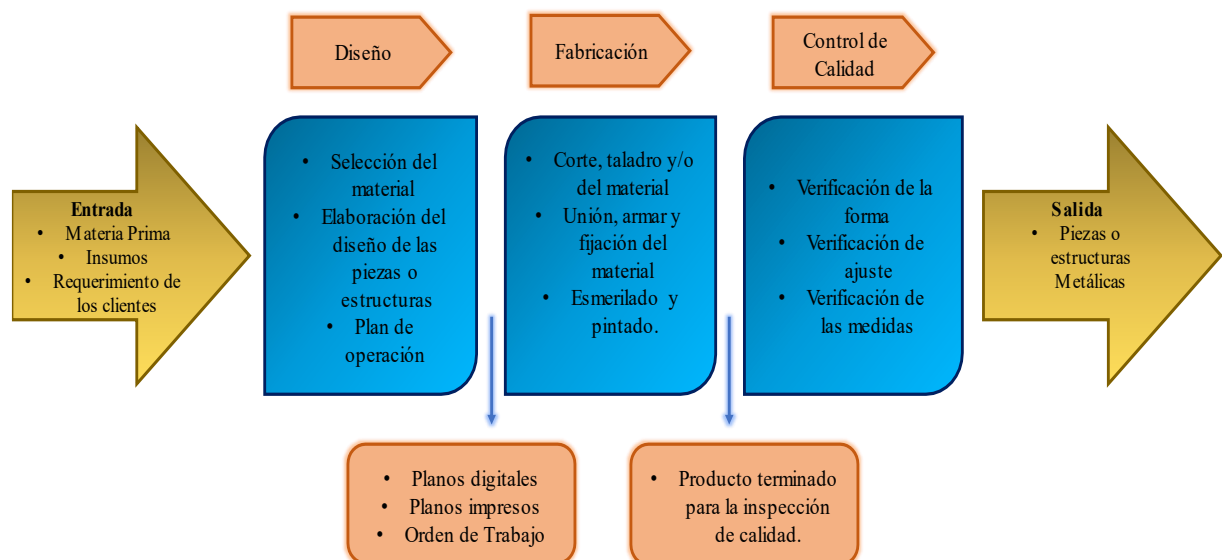 Diseño
Fabricación
Control de
Calidad
Entrada
• Materia Prima
• Insumos
• Requerimiento de
los clientes
• Selección del
material
• Elaboración del
diseño de las
piezas o
estructuras
• Plan de
operación
• Corte, taladro y/o
del material
• Unión, armar y
fijación del
material
• Esmerilado y
pintado.
• Verificación de la
forma
• Verificación de
ajuste
• Verificación de
las medidas
Salida
• Piezas o
estructuras
Metálicas
• Planos digitales
• Planos impresos
• Orden de Trabajo
• Producto terminado
para la inspección
de calidad.